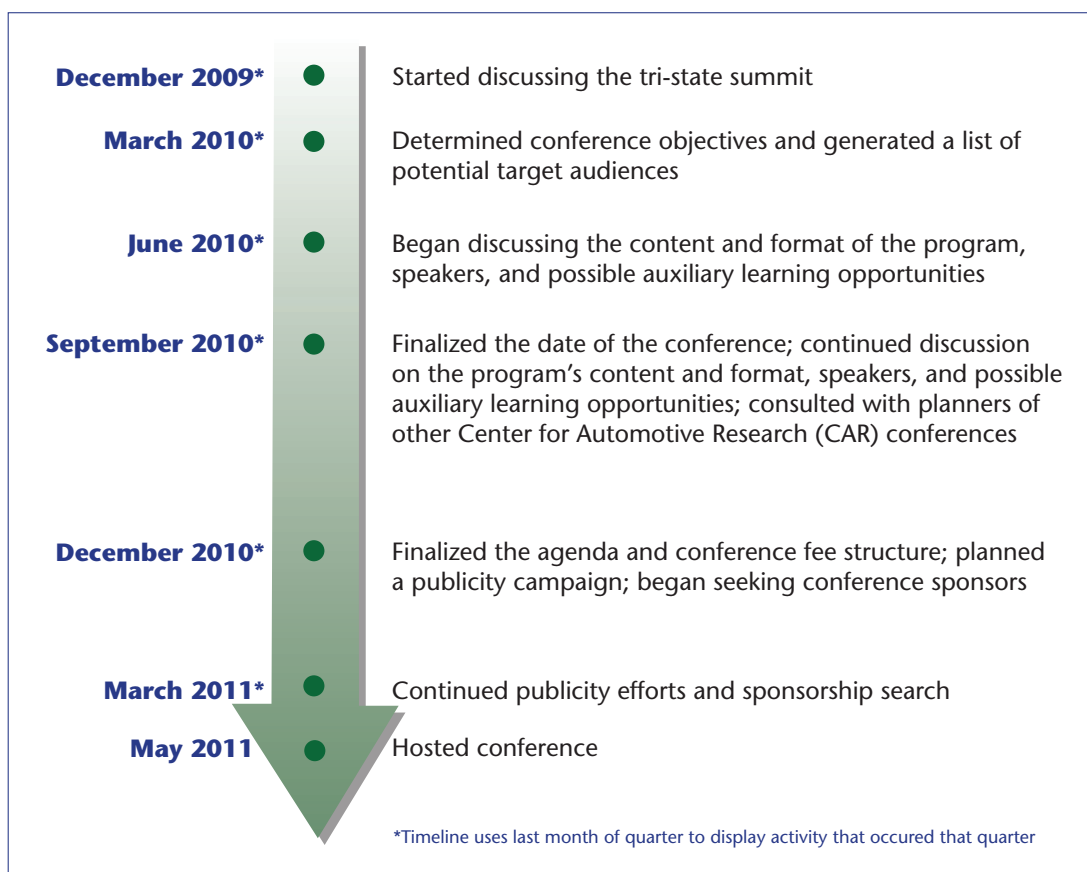 December 2009* Started discussing the tri-state summit
March 2010* Determined conference objectives and generated a list of
potential target audiences
June 2010* Began discussing the content and format of the program,
speakers, and possible auxiliary learning opportunities
September 2010* Finalized the date of the conference; continued discussion
on the program's content and format, speakers, and possible
auxiliary learning opportunities; consulted with planners of
other Center for Automotive Research (CAR) conferences
December 2010* Finalized the agenda and conference fee structure; planned
a publicity campaign; began seeking conference sponsors
March 2011* Continued publicity efforts and sponsorship search
May 2011 Hosted conference
*Timeline uses last month of quarter to display activity that occured that quarter